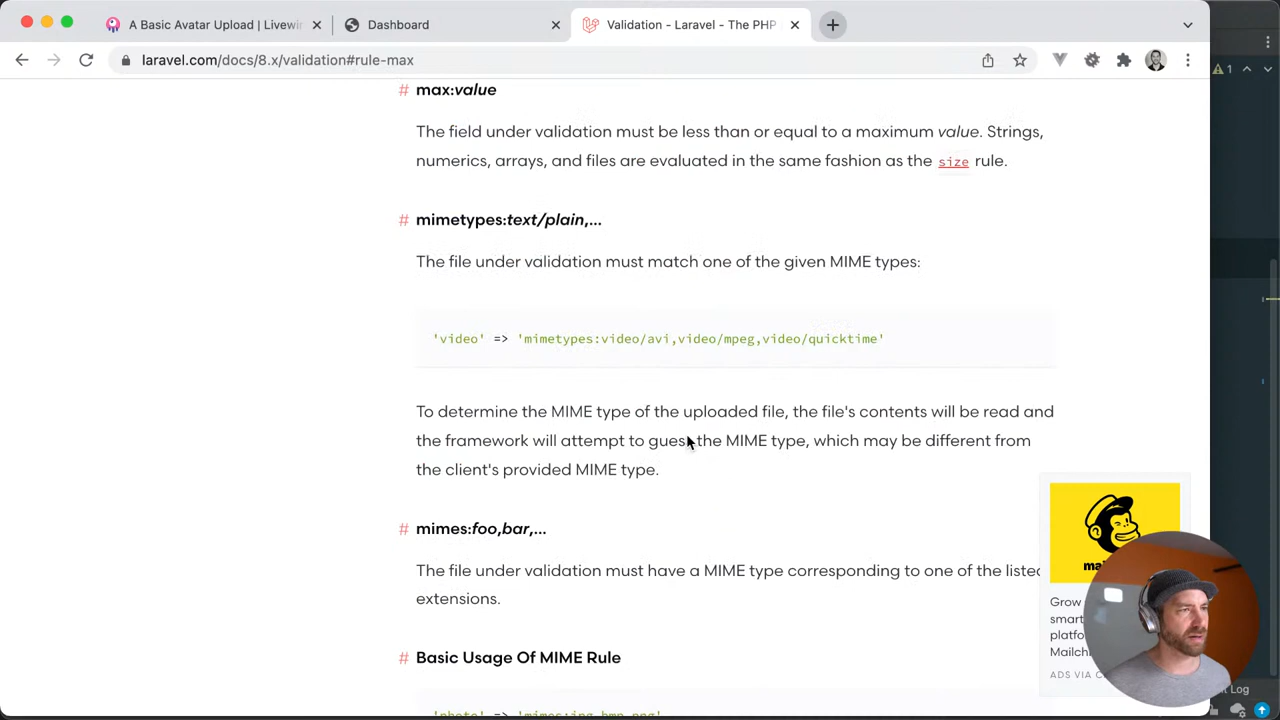 A Basic Avatar Upload | Livewi
Dashboard
Validation - Laravel - The PHP
laravel.com/docs/8.x/validation#rule-max
1
# max:value
The field under validation must be less than or equal to a maximum value. Strings,
numerics, arrays, and files are evaluated in the same fashion as the size rule.
# mimetypes:text/plain,...
The file under validation must match one of the given MIME types:
'video' => 'mimetypes:video/avi,video/mpeg,video/quicktime'
To determine the MIME type of the uploaded file, the file's contents will be read and
the framework will attempt to guess the MIME type, which may be different from
the client's provided MIME type.
# mimes:foo,bar,...
The file under validation must have a MIME type corresponding to one of the listed
extensions.
mai
Grow
smart
platfo
Mailch
ADS VIA C
# Basic Usage Of MIME Rule
t Log